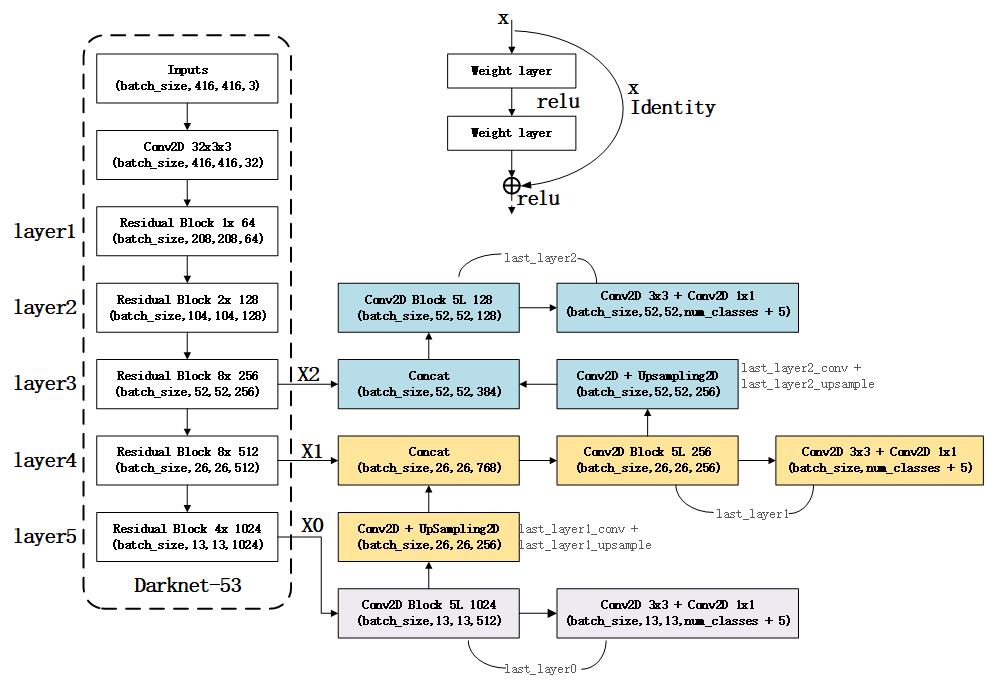 x
Weight layer
relu
Weight layer
x
Identity
relu
Inputs
(batch_size,416,416,3)
Conv2D 32x3x3
(batch_size,416,416,32)
layer1
Residual Block 1x 64
(batch_size,208,208,64)
layer2
Residual Block 2x 128
(batch_size,104,104,128)
layer3
Residual Block 8x 256
(batch_size,52,52,256)
layer4
Residual Block 8x 512
(batch_size,26,26,512)
layer5
Residual Block 4x 1024
(batch_size,13,13,1024)
Darknet-53
last_layer2
Conv2D Block 5L 128
(batch_size,52,52,128)
Conv2D 3x3 + Conv2D 1x1
(batch_size,52,52,num_classes + 5)
X2
Concat
(batch_size,52,52,384)
Conv2D + Upsampling2D
(batch_size,52,52,256)
last_layer2_conv +
last_layer2_upsample
X1
Concat
(batch_size,26,26,768)
Conv2D Block 5L 256
(batch_size,26,26,256)
Conv2D 3x3 + Conv2D 1x1
(batch_size,num_classes + 5)
last_layer1
X0
Conv2D + UpSampling2D
(batch_size,26,26,256)
last_layer1_conv +
last_layer1_upsample
Conv2D Block 5L 1024
(batch_size,13,13,512)
Conv2D 3x3 + Conv2D 1x1
(batch_size,13,13,num_classes + 5)
last_layer0